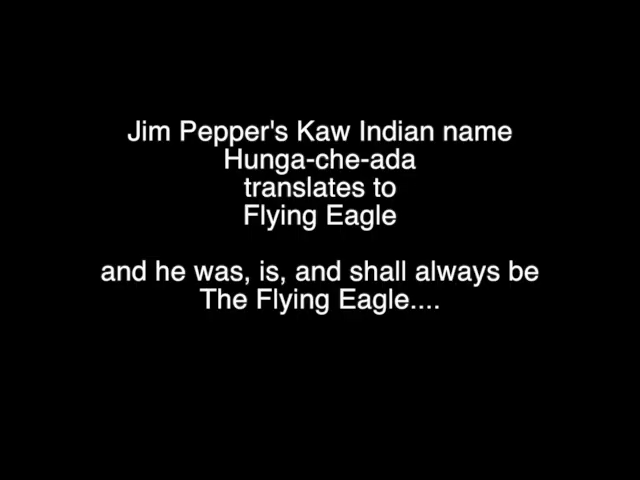 Jim Pepper's Kaw Indian name
Hunga-che-ada
translates to
Flying Eagle
and he was, is, and shall always be
The Flying Eagle....